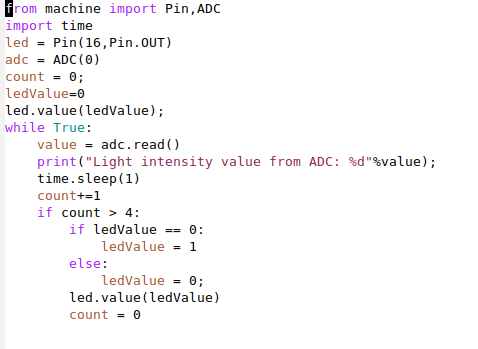 from machine import Pin,ADC
import time
led = Pin(16,Pin.OUT)
adc = ADC(0)
count = 0;
ledValue=0
led.value(ledValue);
while True:
    value = adc.read()
    print("Light intensity value from ADC: %d"%value);
    time.sleep(1)
    count+=1
    if count > 4:
        if ledValue == 0:
            ledValue = 1
        else:
            ledValue = 0;
        led.value(ledValue)
        count = 0